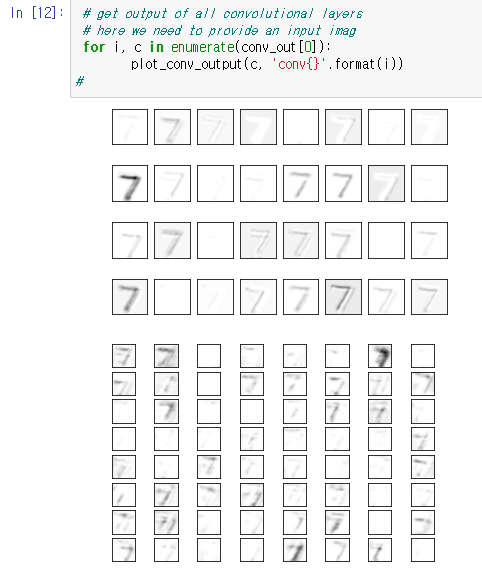 In [12]:
# get output of all convolutional layers
# here we need to provide an input imag
for i, c in enumerate(conv_out[0]):
plot_conv_output(c, 'conv{}'.format(i))
#